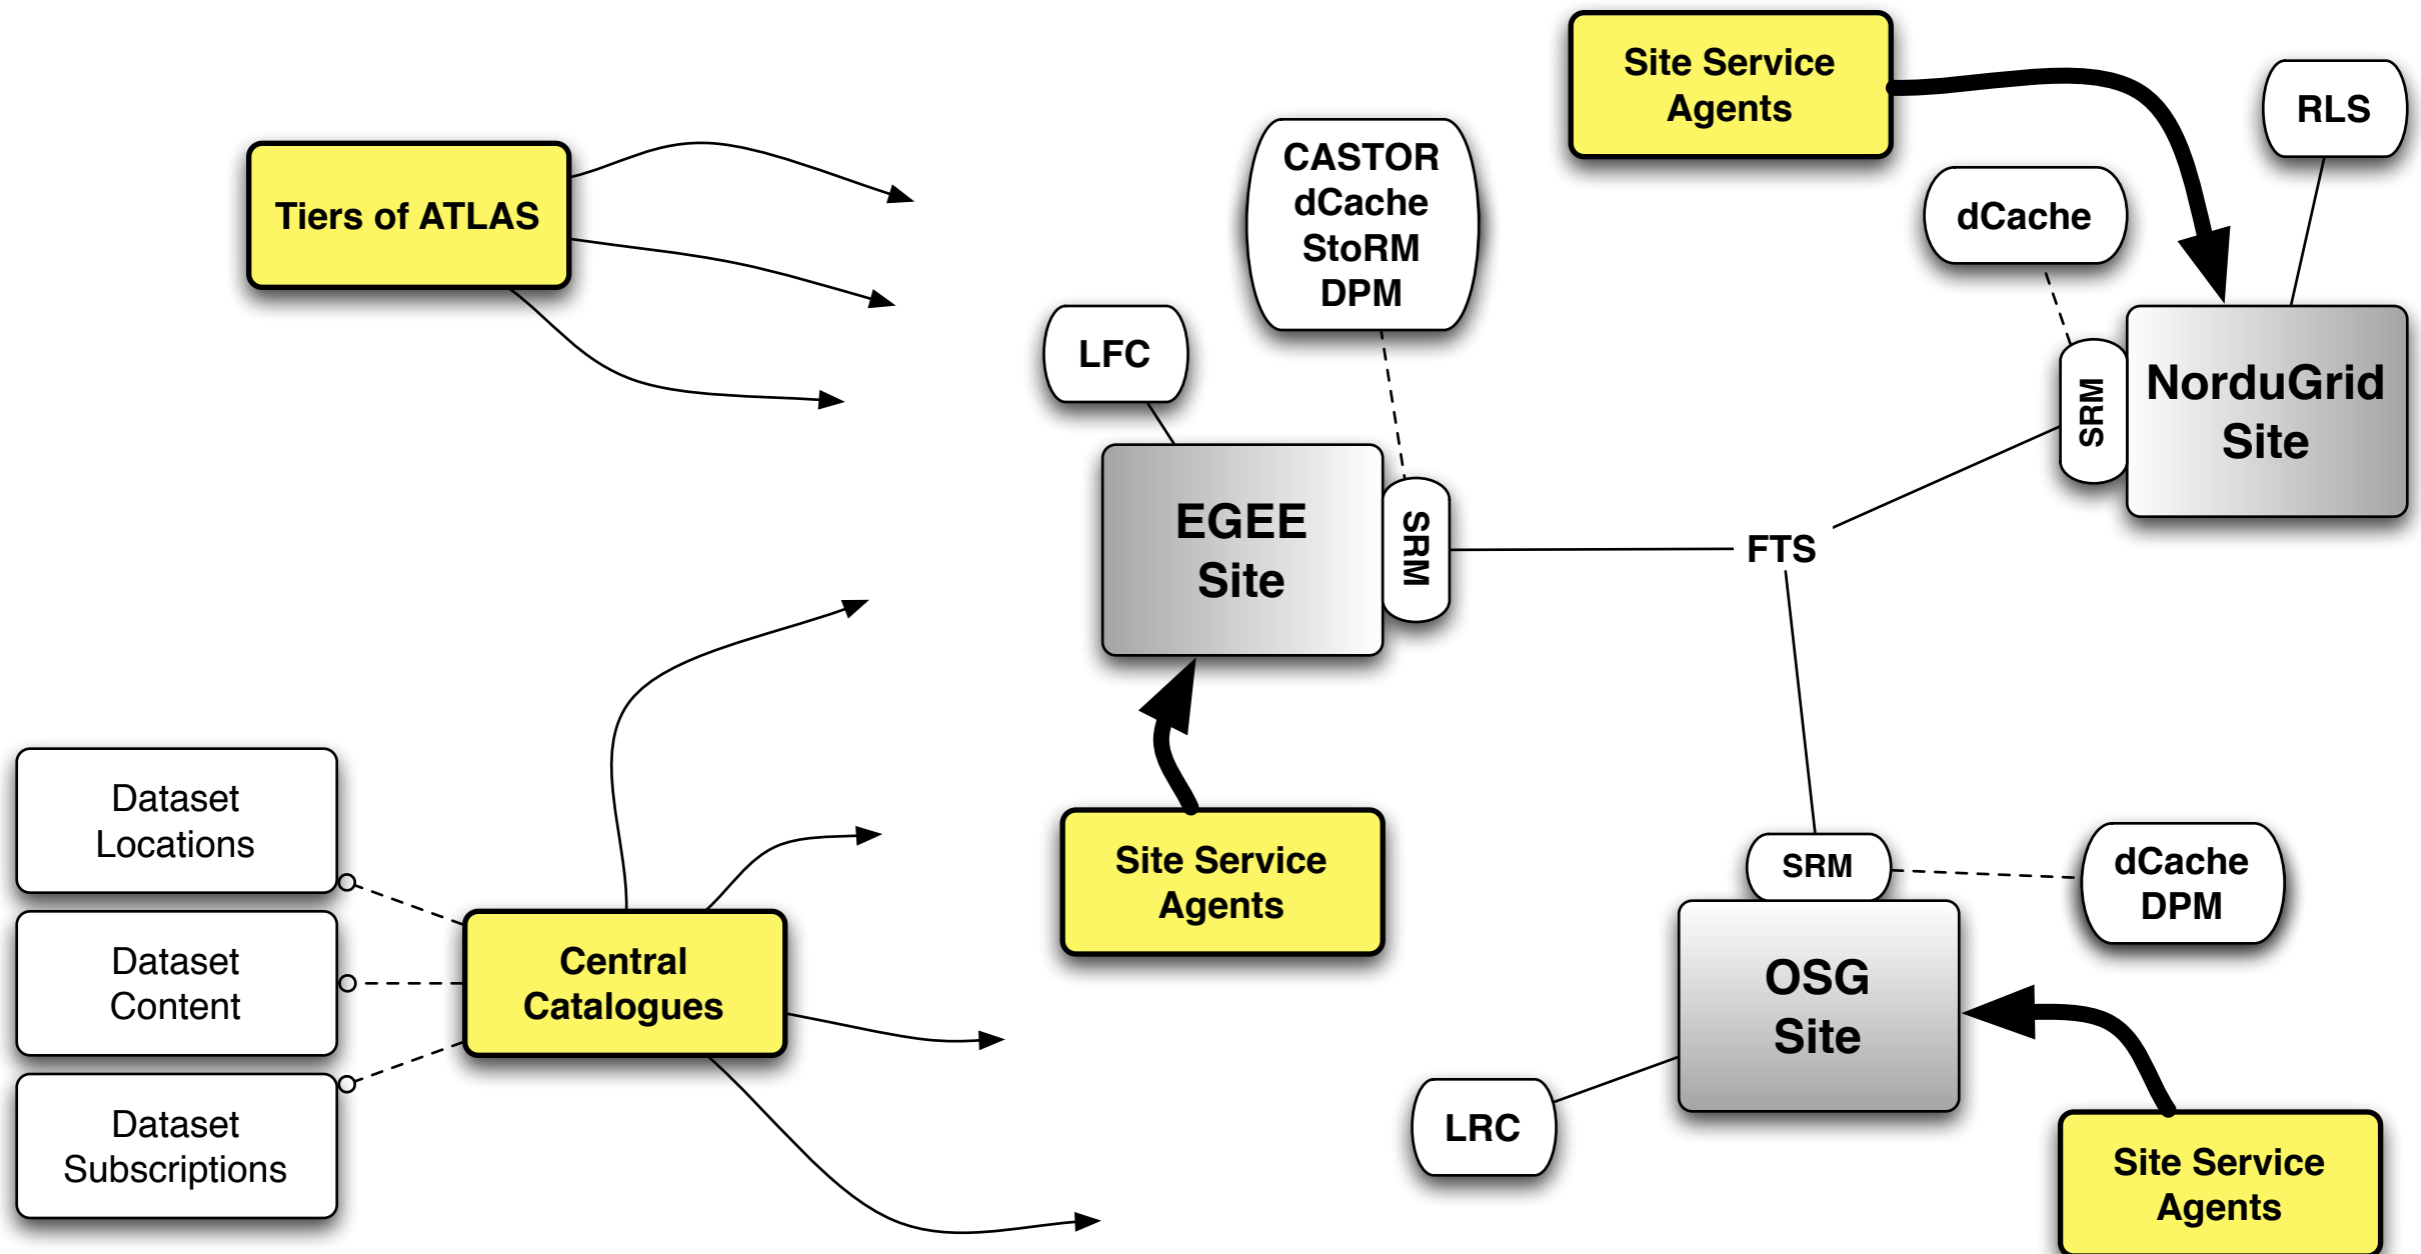 Site Service
Agents
RLS
CASTOR
dCache
StoRM
DPM
dCache
Tiers of ATLAS
LFC
SRM
NorduGrid
Site
EGEE
Site
SRM
FTS
Dataset
Locations
Site Service
Agents
SRM
dCache
DPM
Dataset
Content
Central
Catalogues
OSG
Site
LRC
Dataset
Subscriptions
Site Service
Agents